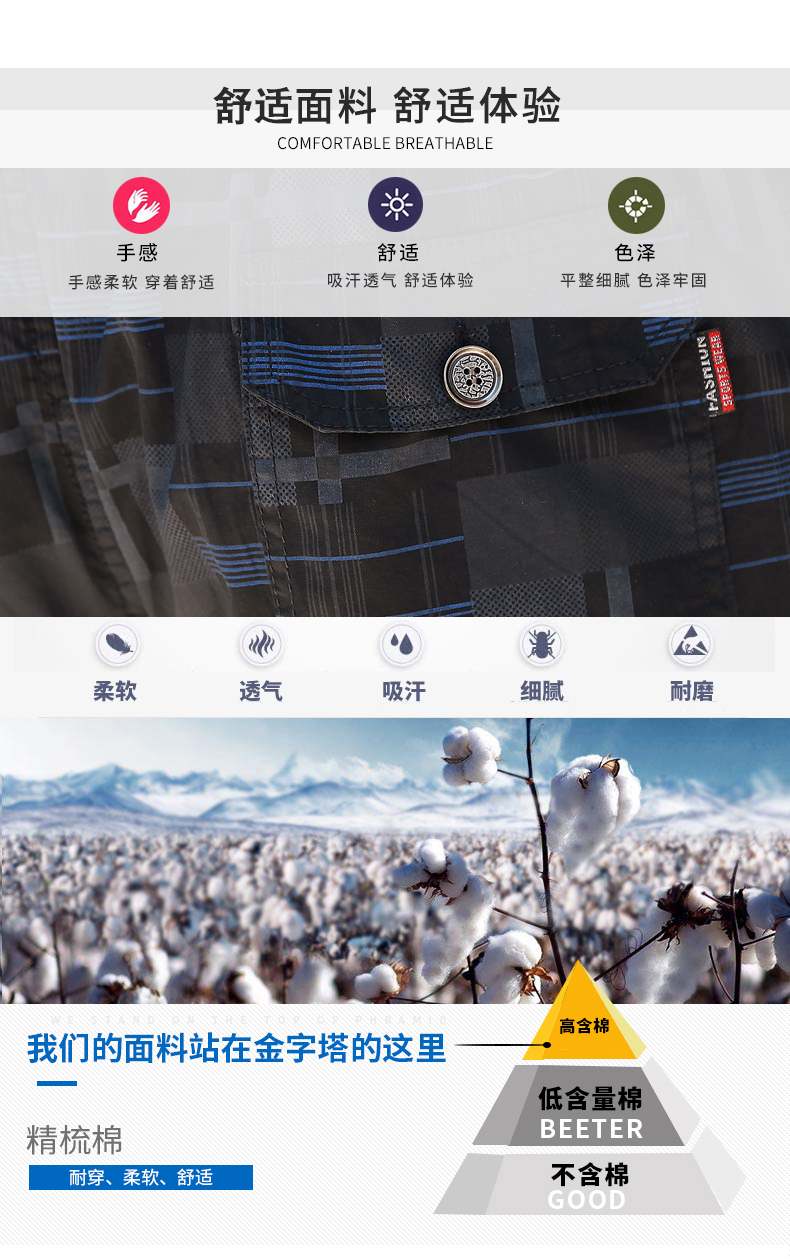 舒适面料 舒适体验
COMFORTABLE BREATHABLE
手感
舒适
色泽
手感柔软 穿着舒适
吸汗透气 舒适体验
平整细腻 色泽牢固
FASHION
SPORTS WEAR
柔软
透气
吸汗
细腻
耐磨
WE STAND ON THE TOP OF PHRAMID
我们的面料站在金字塔的这里
高含棉
低含量棉
BEETER
精梳棉
耐穿、柔软、舒适
不含棉
GOOD